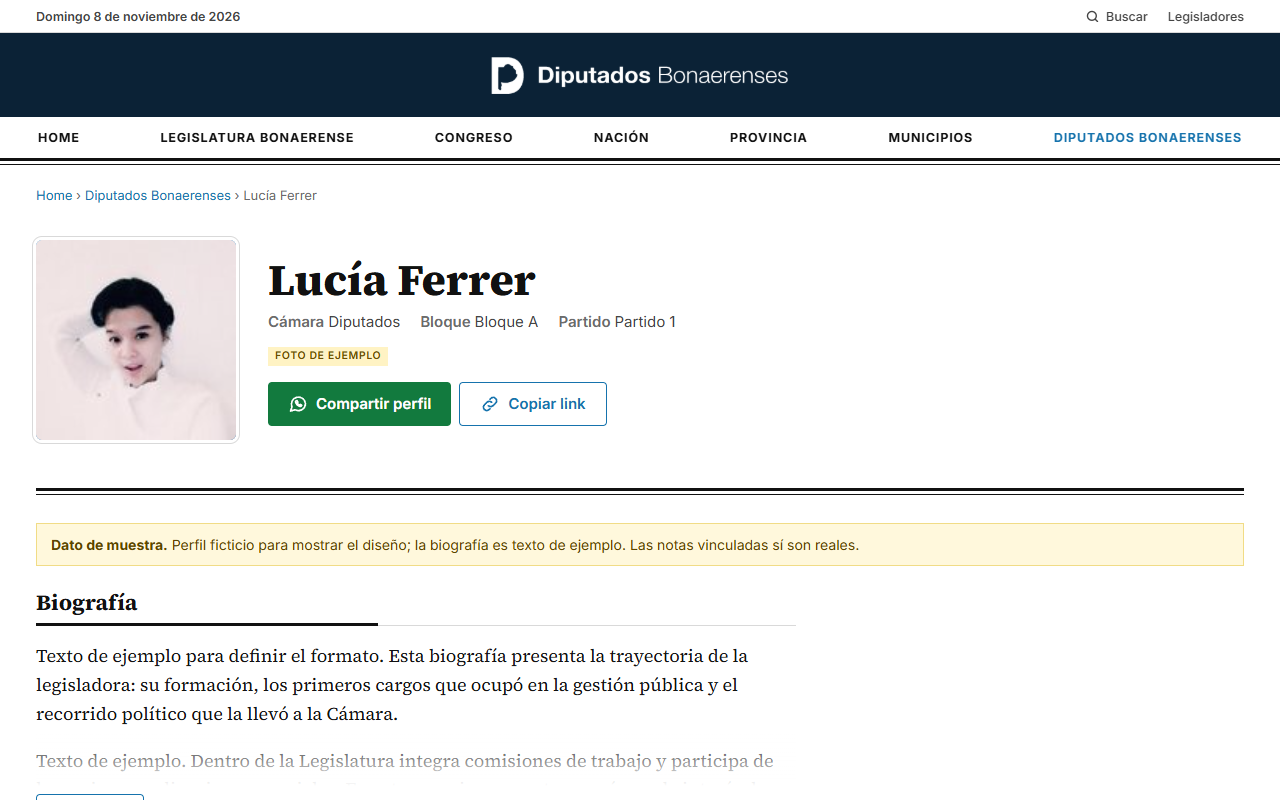 Domingo 8 de noviembre de 2026
Buscar
Legisladores
Diputados Bonaerenses
HOME
LEGISLATURA BONAERENSE
CONGRESO
NACIÓN
PROVINCIA
MUNICIPIOS
DIPUTADOS BONAERENSES
Home › Diputados Bonaerenses › Lucía Ferrer
Lucía Ferrer
Cámara Diputados Bloque Bloque A Partido Partido 1
FOTO DE EJEMPLO
Compartir perfil
Copiar link
Dato de muestra. Perfil ficticio para mostrar el diseño; la biografía es texto de ejemplo. Las notas vinculadas sí son reales.
Biografía
Texto de ejemplo para definir el formato. Esta biografía presenta la trayectoria de la
legisladora: su formación, los primeros cargos que ocupó en la gestión pública y el
recorrido político que la llevó a la Cámara.
Texto de ejemplo. Dentro de la Legislatura integra comisiones de trabajo y participa de